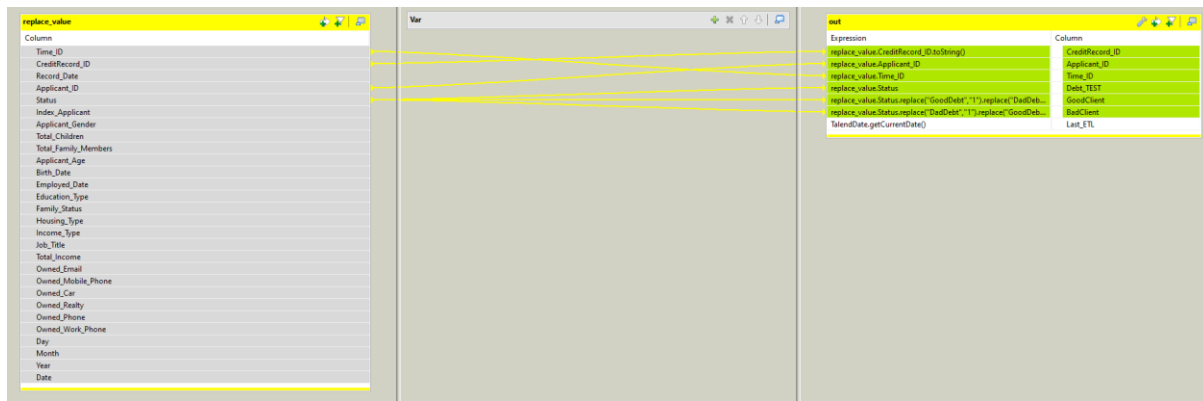 replace_value
Column
Time_ID
CreditRecord_ID
Record_Date
Applicant_ID
Status
Index_Applicant
Applicant_Gender
Total_Children
Total_Family_Members
Applicant_Age
Birth_Date
Employed_Date
Education_Type
Family_Status
Housing_Type
Income_Type
Job_Title
Total_Income
Owned_Email
Owned_Mobile_Phone
Owned_Car
Owned_Realty
Owned_Phone
Owned_Work_Phone
Day
Month
Year
Date
Var
out
Expression Column
replace_value.CreditRecord_ID.toString() CreditRecord_ID
replace_value.Applicant_ID Applicant_ID
replace_value.Time_ID Time_ID
replace_value.Status Debt_TEST
replace_value.Status.replace("GoodDebt","1").replace("DadDeb... GoodClient
replace_value.Status.replace("DadDebt","1").replace("GoodDeb... BadClient
TalendDate.getCurrentDate() Last_ETL